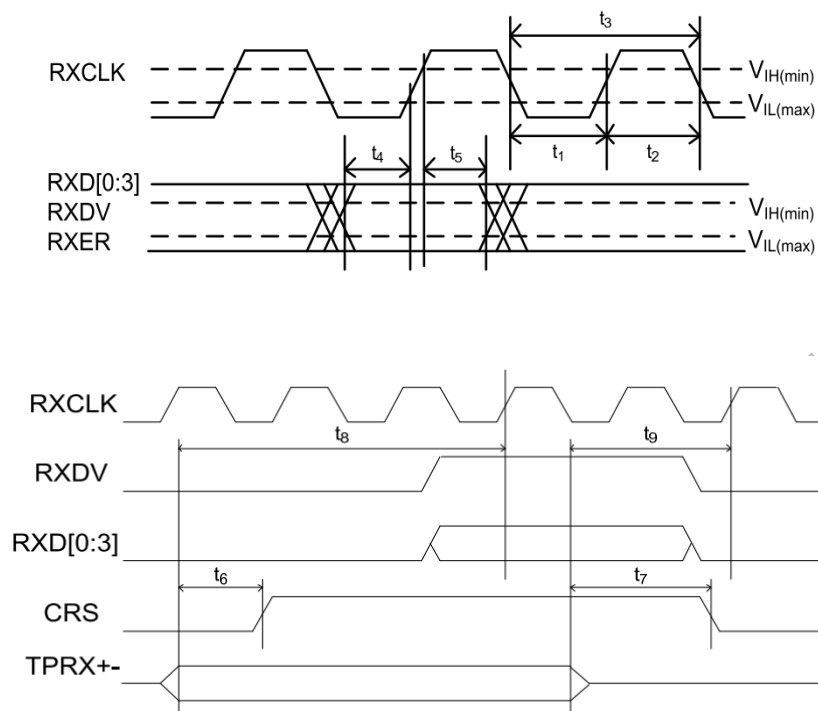 t3
RXCLK
VIH(min)
VIL(max)
t4
t5
t1
t2
RXD[0:3]
RXDV
RXER
VIH(min)
VIL(max)
RXCLK
t8
t9
RXDV
RXD[0:3]
t6
t7
CRS
TPRX+-